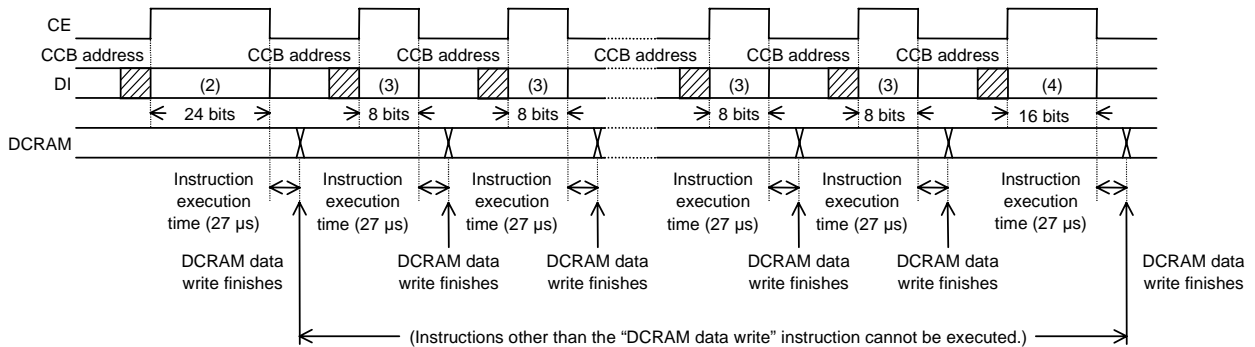 CE
CCB address CCB address CCB address CCB address CCB address CCB address
DI (2) (3) (3) (3) (3) (4)
24 bits 8 bits 8 bits 8 bits 8 bits 16 bits
DCRAM
Instruction Instruction Instruction Instruction Instruction Instruction
execution execution execution execution execution execution
time (27 µs) time (27 µs) time (27 µs) time (27 µs) time (27 µs) time (27 µs)
DCRAM data DCRAM data DCRAM data DCRAM data DCRAM data DCRAM data
write finishes write finishes write finishes write finishes write finishes write finishes
(Instructions other than the “DCRAM data write” instruction cannot be executed.)